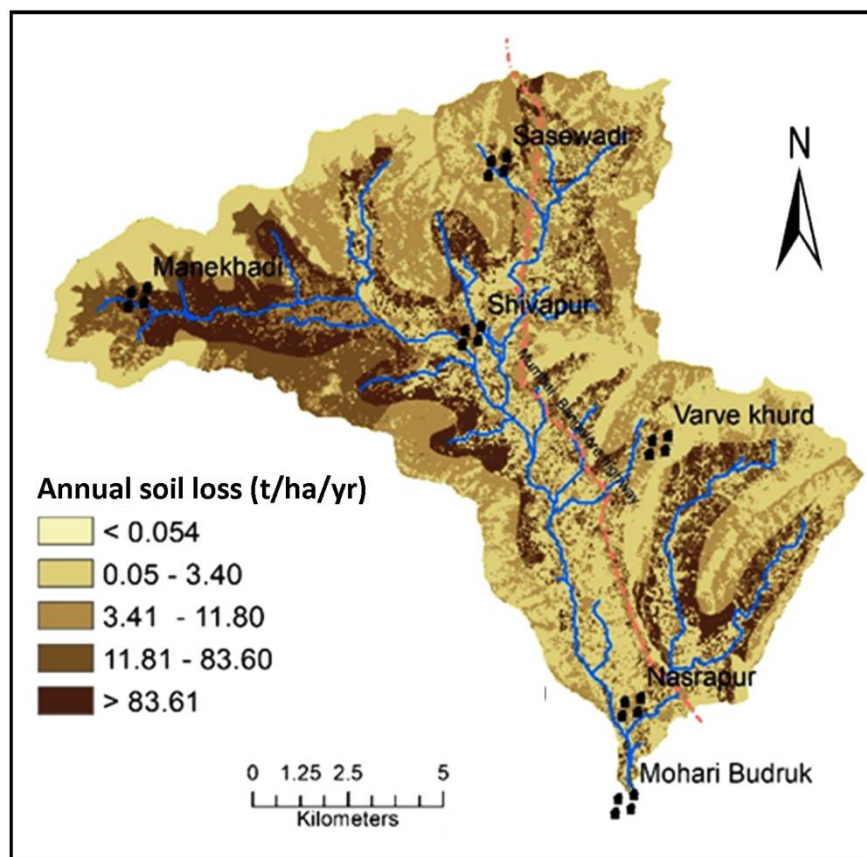 N
Sasewadi
Manekhadi
Shivapur
Varve khurd
Annual soil loss (t/ha/yr)
< 0.054
0.05 - 3.40
3.41 - 11.80
11.81 - 83.60
> 83.61
Nasrapur
Mohari Budruk
0 1.25 2.5 5
Kilometers